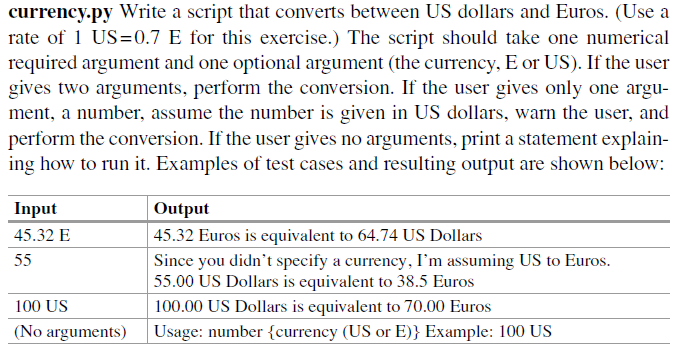 currency.py Write a script that converts between US dollars and Euros. (Use a
rate of 1 US=0.7 E for this exercise.) The script should take one numerical
required argument and one optional argument (the currency, E or US). If the user
gives two arguments, perform the conversion. If the user gives only one argu-
ment, a number, assume the number is given in US dollars, warn the user, and
perform the conversion. If the user gives no arguments, print a statement explain-
ing how to run it. Examples of test cases and resulting output are shown below:
Input Output
45.32 E 45.32 Euros is equivalent to 64.74 US Dollars
55 Since you didn't specify a currency, I'm assuming US to Euros.
55.00 US Dollars is equivalent to 38.5 Euros
100 US 100.00 US Dollars is equivalent to 70.00 Euros
(No arguments) Usage: number {currency (US or E)} Example: 100 US